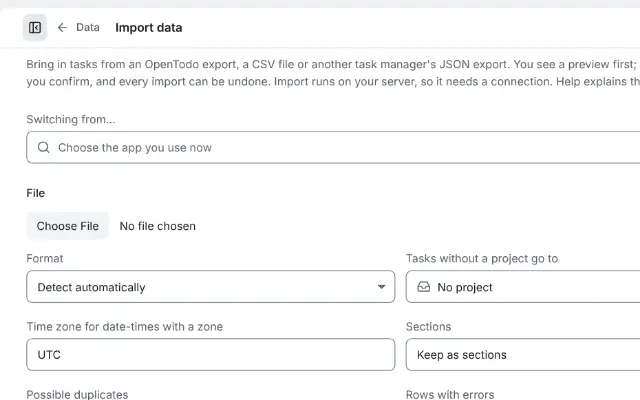 Data Import data
Bring in tasks from an OpenTodo export, a CSV file or another task manager's JSON export. You see a preview first;
you confirm, and every import can be undone. Import runs on your server, so it needs a connection. Help explains
Switching from...
Choose the app you use now
File
Choose File No file chosen
Format
Tasks without a project go to
Detect automatically
No project
Time zone for date-times with a zone
Sections
UTC
Keep as sections
Possible duplicates
Rows with errors